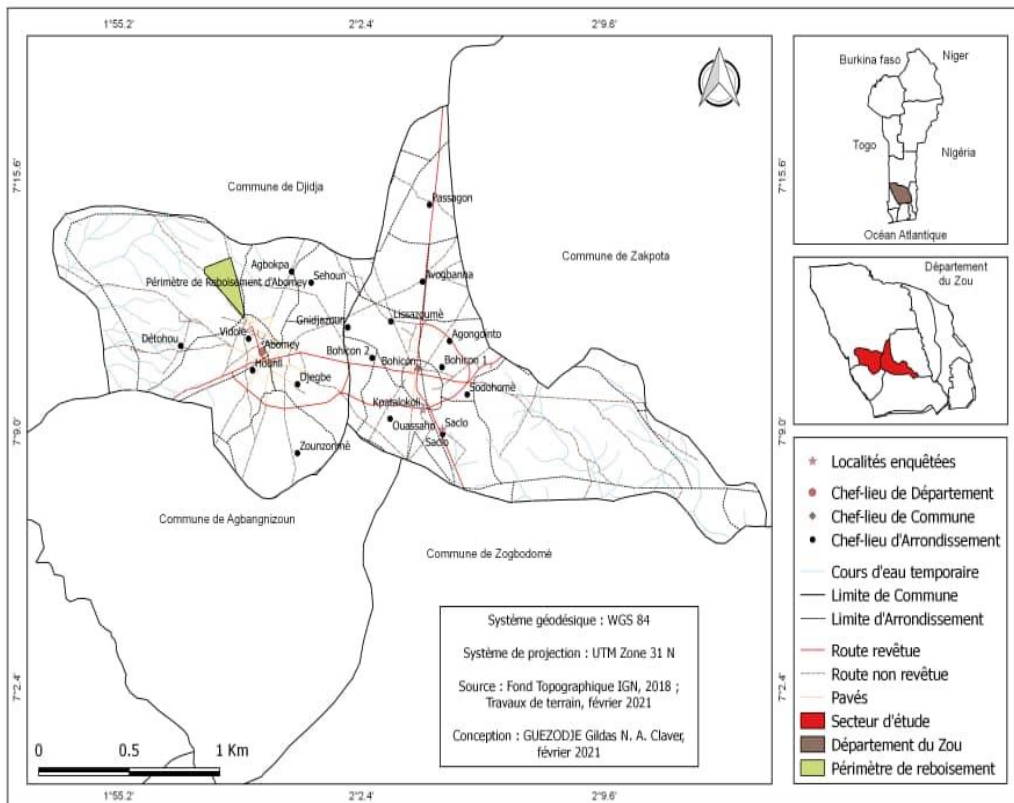 1°55.2'
2°2.4'
2°9.6'
7°15.6'
7°9.0'
7°2.4'
Commune de Djidja
Commune de Zakpota
Commune de Agbangnizoun
Commune de Zogbodomè
Passagon
Avogbanna
Agbokpa
Sehoun
Périmètre de Reboisement d'Abomey
Gnidjazoun
Lissazoumè
Agongointo
Vidolé
Détohou
Abomey
Hounli
Djegbe
Bohicon 2
Bohicon
Bohicon 1
Sodohomè
Kpatalokoli
Ouassaho
Saclo
Saclo
Zounzonmè
Système géodésique : WGS 84
Système de projection : UTM Zone 31 N
Source : Fond Topographique IGN, 2018 ;
Travaux de terrain, février 2021
Conception : GUEZODJE Gildas N. A. Claver,
février 2021
0 0.5 1 Km
1°55.2'
2°2.4'
2°9.6'
7°15.6'
7°9.0'
7°2.4'
Burkina faso
Niger
Togo
Nigéria
Océan Atlantique
Département
du Zou
Localités enquêtées
Chef-lieu de Département
Chef-lieu de Commune
Chef-lieu d'Arrondissement
Cours d'eau temporaire
Limite de Commune
Limite d'Arrondissement
Route revêtue
Route non revêtue
Pavés
Secteur d'étude
Département du Zou
Périmètre de reboisement